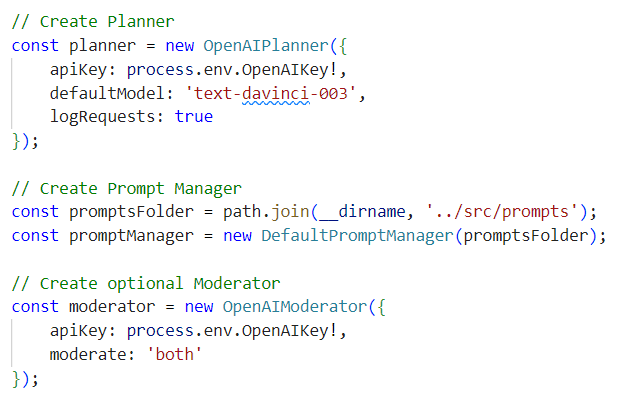 // Create Planner
const planner = new OpenAIPlanner({
    apiKey: process.env.OpenAIKey!,
    defaultModel: 'text-davinci-003',
    logRequests: true
});

// Create Prompt Manager
const promptsFolder = path.join(__dirname, '../src/prompts');
const promptManager = new DefaultPromptManager(promptsFolder);

// Create optional Moderator
const moderator = new OpenAIModerator({
    apiKey: process.env.OpenAIKey!,
    moderate: 'both'
});